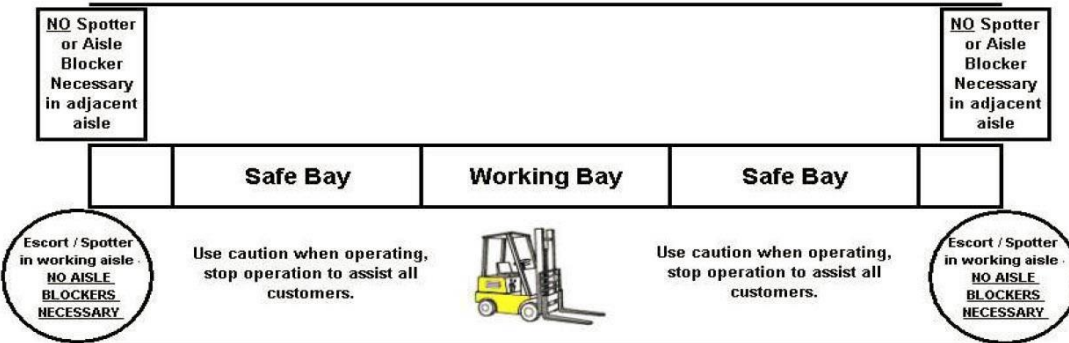 NO Spotter
or Aisle
Blocker
Necessary
in adjacent
aisle
NO Spotter
or Aisle
Blocker
Necessary
in adjacent
aisle
Safe Bay
Working Bay
Safe Bay
Escort / Spotter
in working aisle
NO AISLE
BLOCKERS
NECESSARY
Use caution when operating,
stop operation to assist all
customers.
Use caution when operating,
stop operation to assist all
customers.
Escort / Spotter
in working aisle
NO AISLE
BLOCKERS
NECESSARY